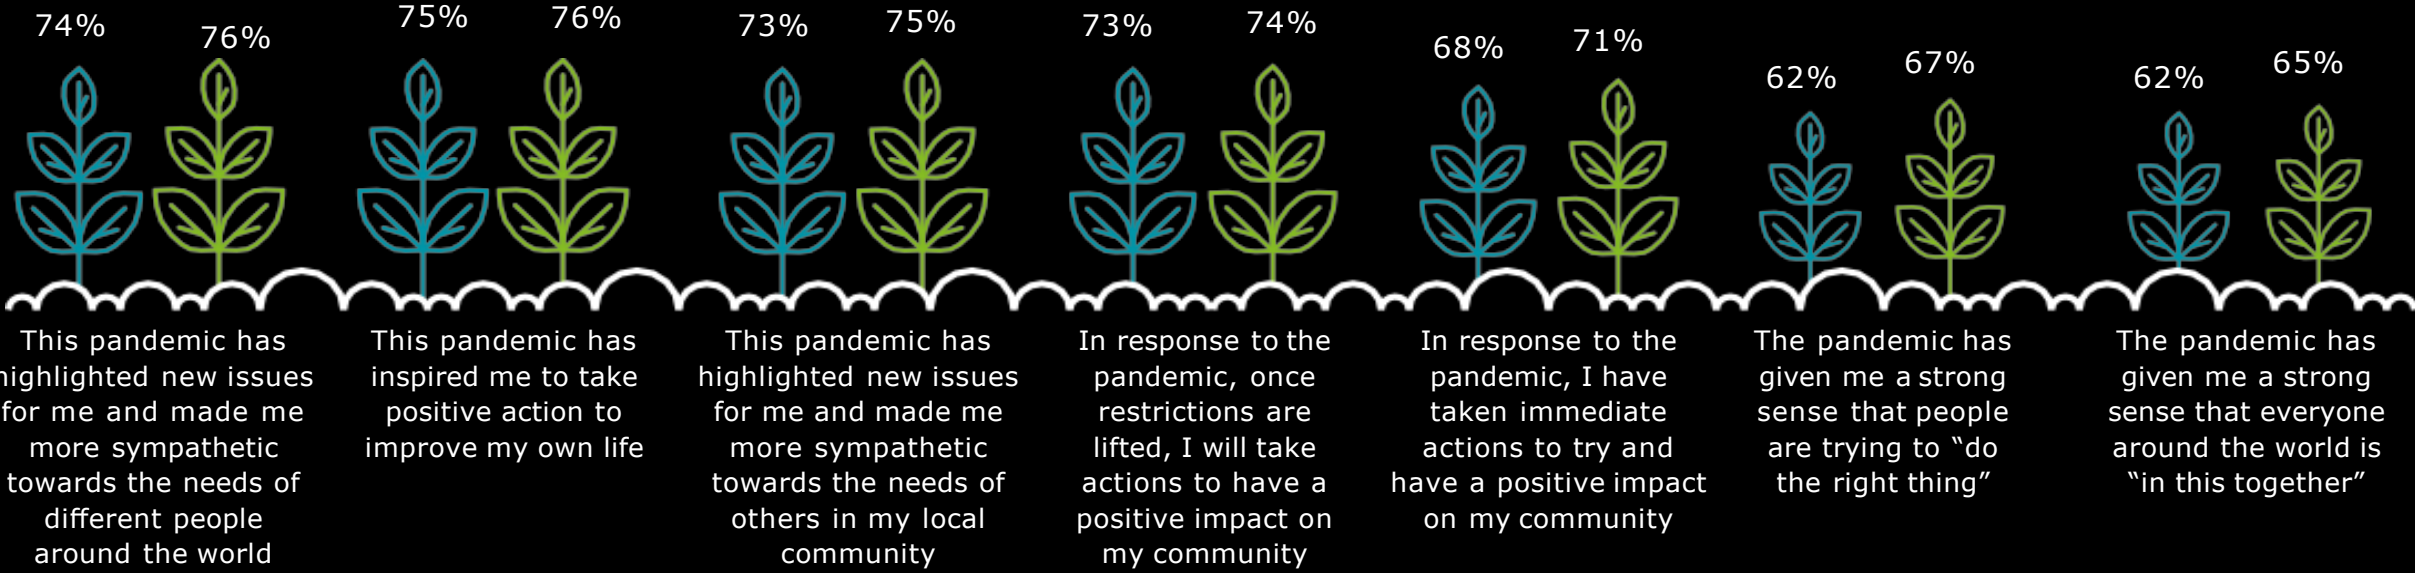 74%
76%
75%
76%
73%
75%
73%
74%
68%
71%
62%
67%
62%
65%
This pandemic has
highlighted new issues
for me and made me
more sympathetic
towards the needs of
different people
around the world
This pandemic has
inspired me to take
positive action to
improve my own life
This pandemic has
highlighted new issues
for me and made me
more sympathetic
towards the needs of
others in my local
community
In response to the
pandemic, once
restrictions are
lifted, I will take
actions to have a
positive impact on
my community
In response to the
pandemic, I have
taken immediate
actions to try and
have a positive impact
on my community
The pandemic has
given me a strong
sense that people
are trying to “do
the right thing”
The pandemic has
given me a strong
sense that everyone
around the world is
“in this together”